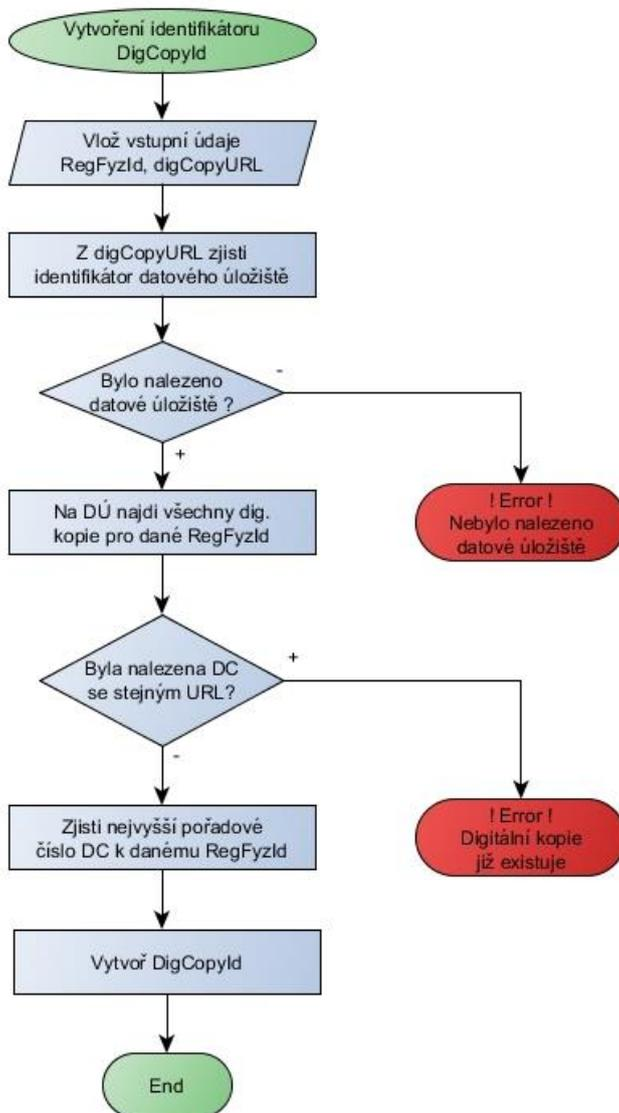 Vytvoření identifikátoru
DigCopyId
Vlož vstupní údaje
RegFyzId, digCopyURL
Z digCopyURL zjisti
identifikátor datového úložiště
Bylo nalezeno
datové úložiště ?
-
+
Na DÚ najdi všechny dig.
kopie pro dané RegFyzId
! Error !
Nebylo nalezeno
datové úložiště
Byla nalezena DC
se stejným URL?
+
-
Zjisti nejvyšší pořadové
číslo DC k danému RegFyzId
! Error !
Digitální kopie
již existuje
Vytvoř DigCopyId
End